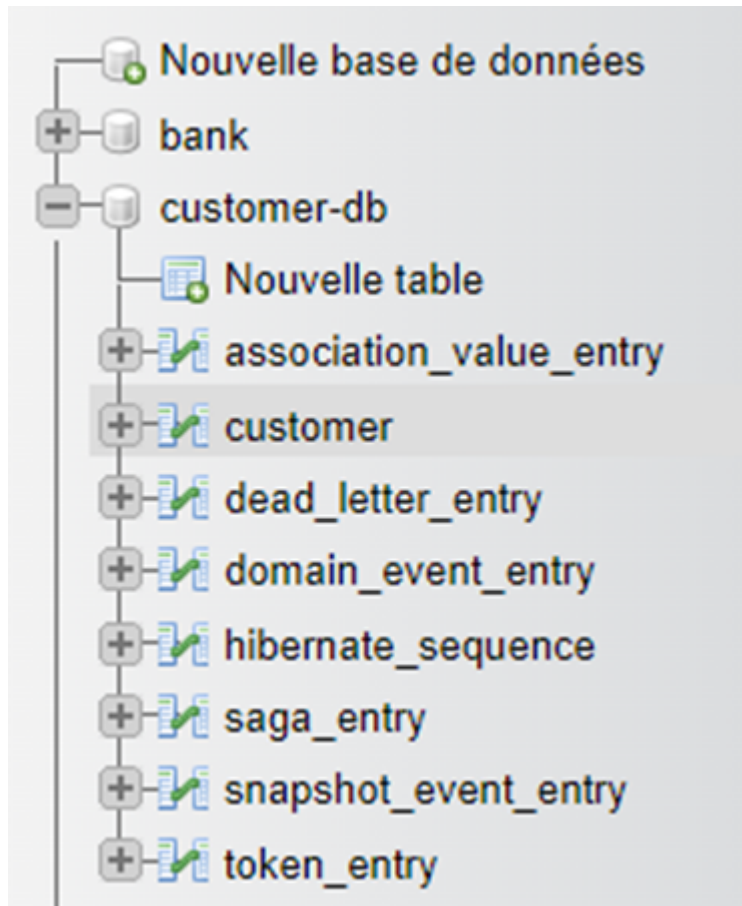 Nouvelle base de données
bank
customer-db
Nouvelle table
association_value_entry
customer
dead_letter_entry
domain_event_entry
hibernate_sequence
saga_entry
snapshot_event_entry
token_entry